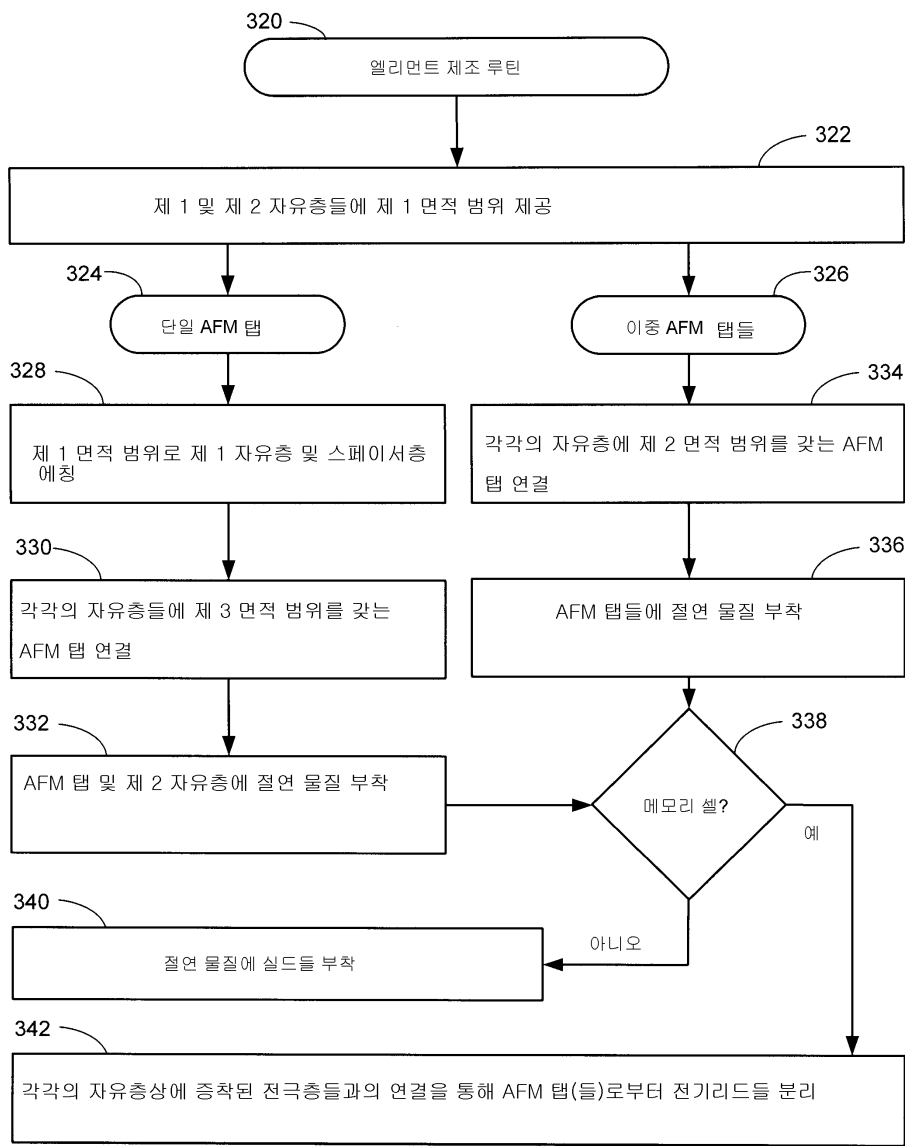 320
엘리먼트 제조 루틴
322
제 1 및 제 2 자유층들에 제 1 면적 범위 제공
324
단일 AFM 탭
326
이중 AFM 탭들
328
제 1 면적 범위로 제 1 자유층 및 스페이서층
에칭
334
각각의 자유층에 제 2 면적 범위를 갖는 AFM
탭 연결
330
각각의 자유층들에 제 3 면적 범위를 갖는
AFM 탭 연결
336
AFM 탭들에 절연 물질 부착
332
AFM 탭 및 제 2 자유층에 절연 물질 부착
338
메모리 셀?
예
아니오
340
절연 물질에 실드들 부착
342
각각의 자유층상에 증착된 전극층들과의 연결을 통해 AFM 탭(들)로부터 전기리드들 분리